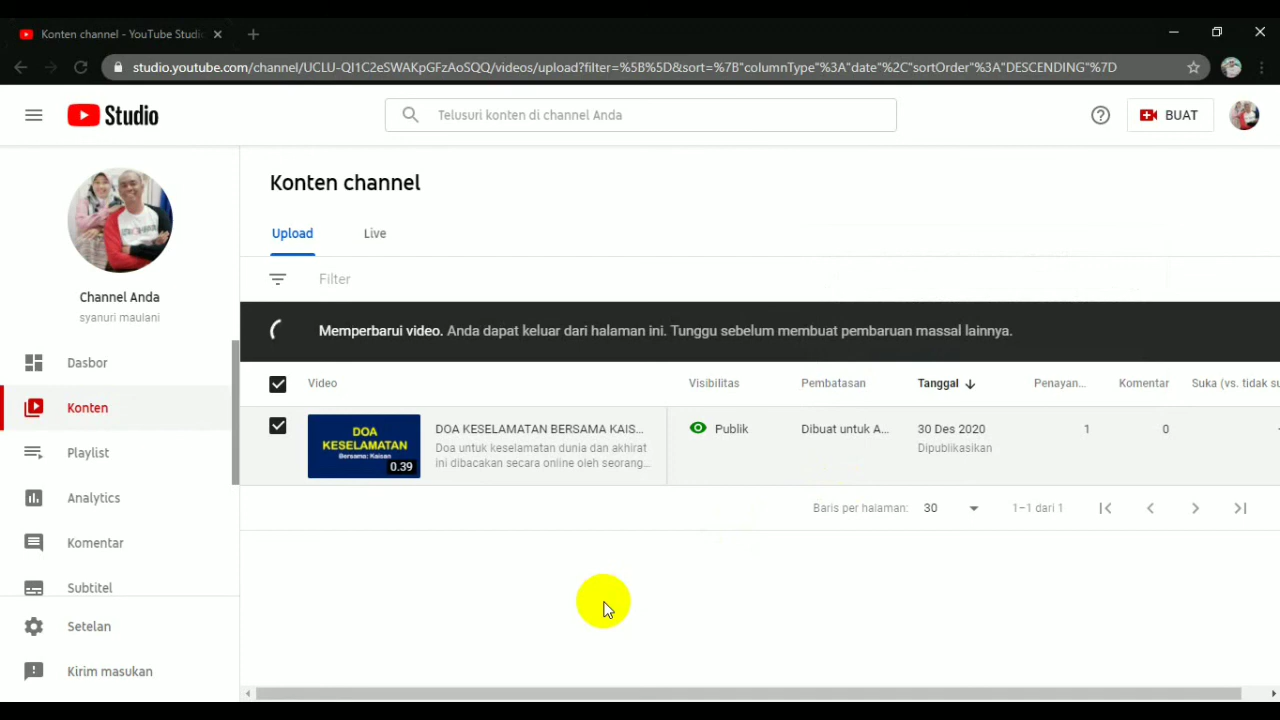 Konten channel - YouTube Studi
studio.youtube.com/channel/UCLU-QI1C2eSWAKpGFzAoSQQ/videos/upload?filter=%5B%5D&sort=%7B"columnType"%3A"date"%2C"sortOrder"%3A"DESCENDING"%7D
Studio
Telusuri konten di channel Anda
BUAT
Konten channel
Upload
Live
Filter
Channel Anda
syanuri maulani
Dasbor
Konten
Playlist
Analytics
Komentar
Subtitel
Setelan
Kirim masukan
Memperbarui video. Anda dapat keluar dari halaman ini. Tunggu sebelum membuat pembaruan massal lainnya.
Video
Visibilitas
Pembatasan
Tanggal
Penayan...
Komentar
Suka (vs. tidak su
DOA
KESELAMATAN
Bersama: Kaisan
0.39
DOA KESELAMATAN BERSAMA KAIS...
Doa untuk keselamatan dunia dan akhirat
ini dibacakan secara online oleh seorang...
Publik
Dibuat untuk A...
30 Des 2020
Dipublikasikan
1
0
Baris per halaman: 30
1–1 dari 1